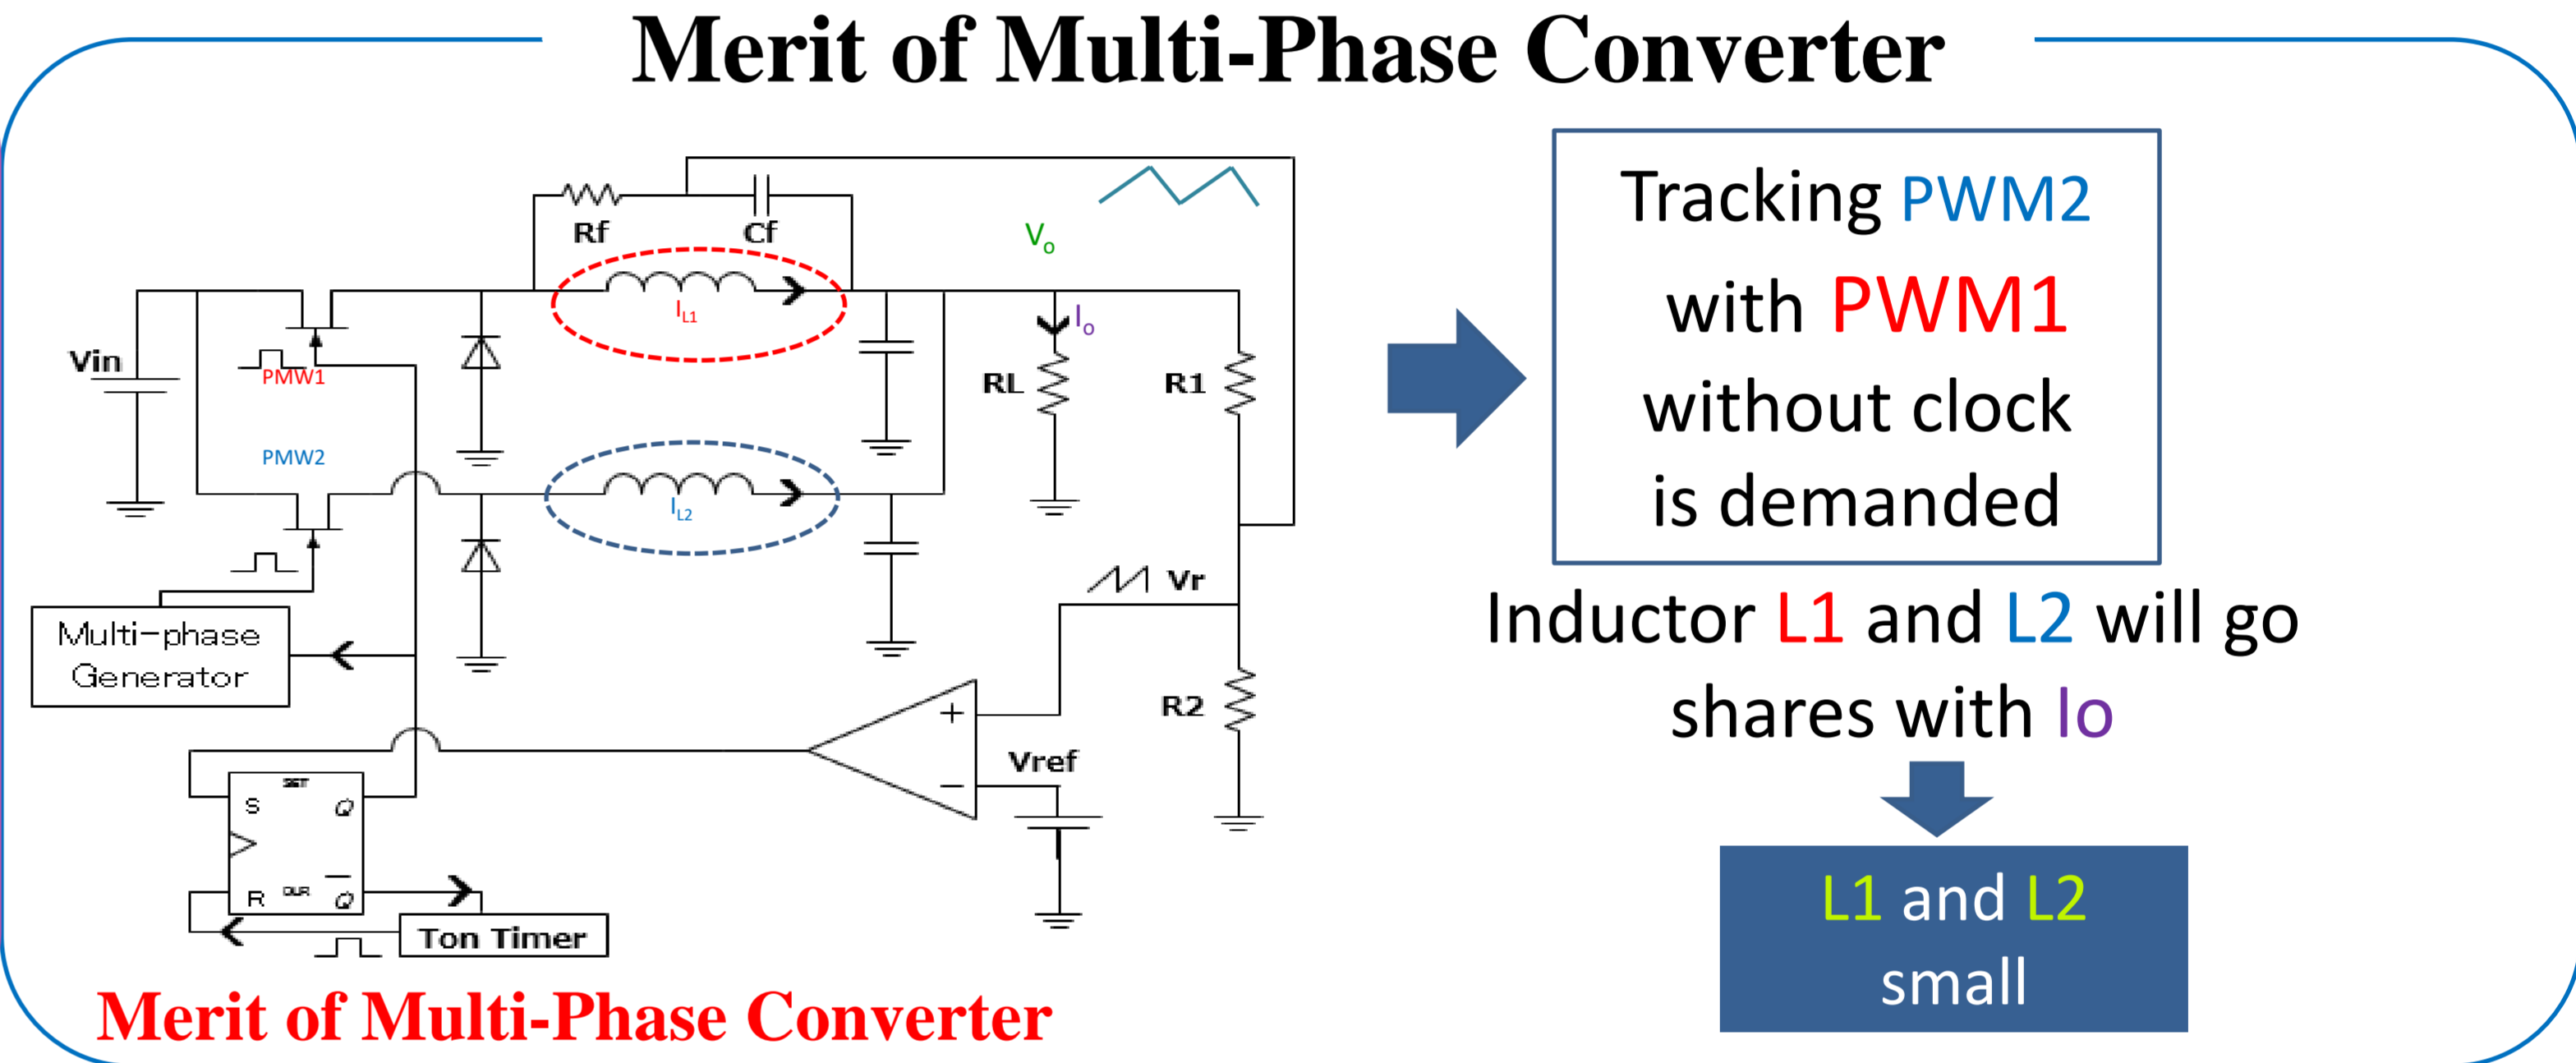 Merit of Multi-Phase Converter
Rf
Cf
Vo
IL1
Io
Vin
PMW1
RL
R1
PMW2
IL2
Vr
Multi-phase
Generator
R2
+
Vref
−
SET
S
Q
R
CLR
Q
Ton Timer
Merit of Multi-Phase Converter
Tracking PWM2
with PWM1
without clock
is demanded
Inductor L1 and L2 will go
shares with Io
L1 and L2
small